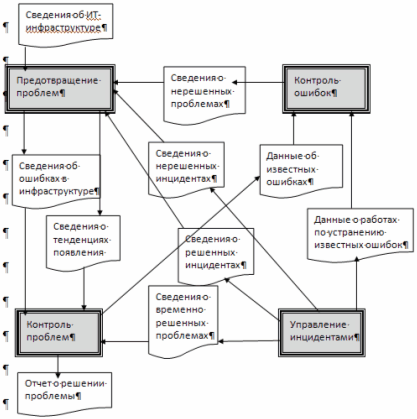 Сведения об ИТ-
инфраструктуре¶
Предотвращение
проблем¶
Сведения о
нерешенных
проблемах¶
Контроль
ошибок¶
Сведения об
ошибках в
инфраструктуре¶
Сведения о
нерешенных
инцидентах¶
Данные об
известных
ошибках¶
Сведения о
тенденциях
появления
Данные о работах
по устранению
известных ошибок¶
Сведения о
решенных
инцидентах¶
Сведения о
временно
решенных
проблемах¶
Контроль
проблем¶
Управление
инцидентами¶
Отчет о решении
проблемы¶